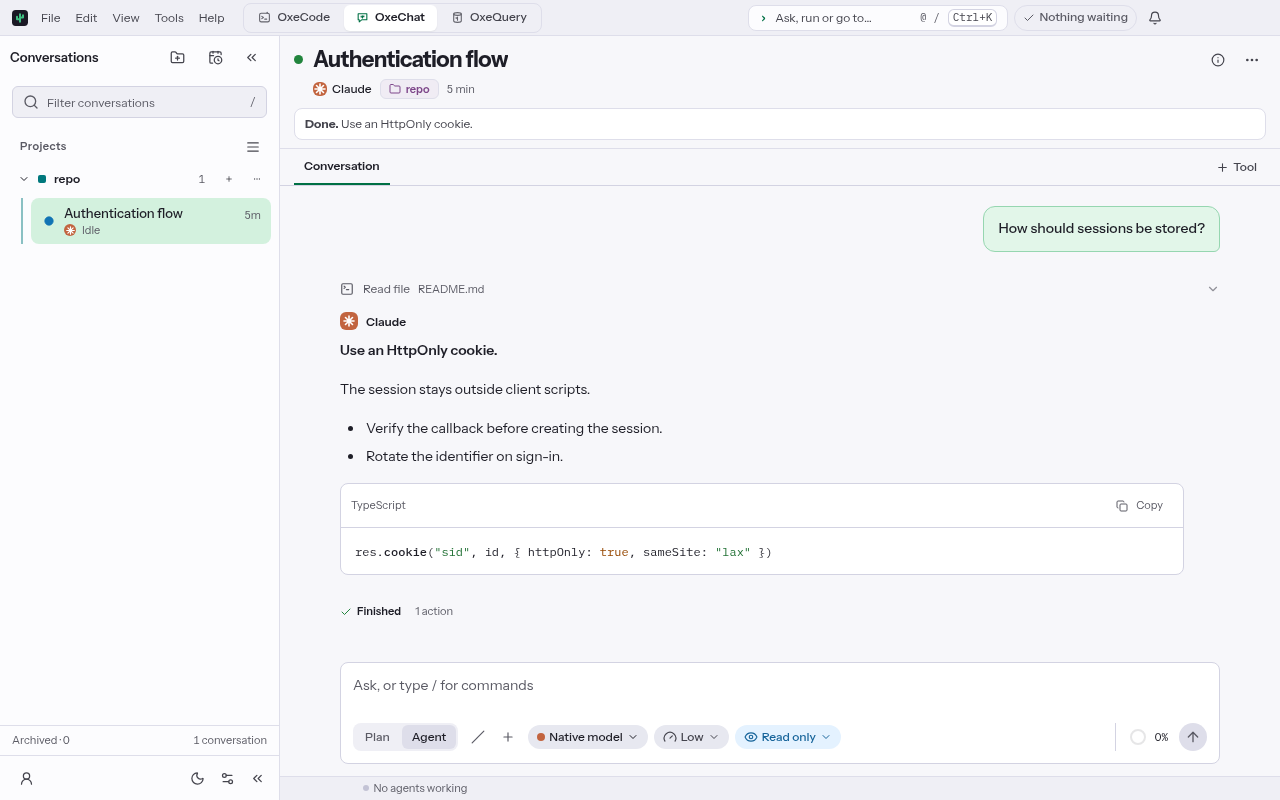 File Edit View Tools Help OxeCode OxeChat OxeQuery Ask, run or go to... @ / Ctrl+K Nothing waiting
Conversations
Filter conversations /
Projects
repo 1 + ...
Authentication flow 5m
Idle
Archived · 0 1 conversation
Authentication flow
Claude repo 5 min
Done. Use an HttpOnly cookie.
Conversation + Tool
How should sessions be stored?
Read file README.md
Claude
Use an HttpOnly cookie.
The session stays outside client scripts.
• Verify the callback before creating the session.
• Rotate the identifier on sign-in.
TypeScript Copy
res.cookie("sid", id, { httpOnly: true, sameSite: "lax" })
Finished 1 action
Ask, or type / for commands
Plan Agent / + Native model Low Read only 0%
No agents working